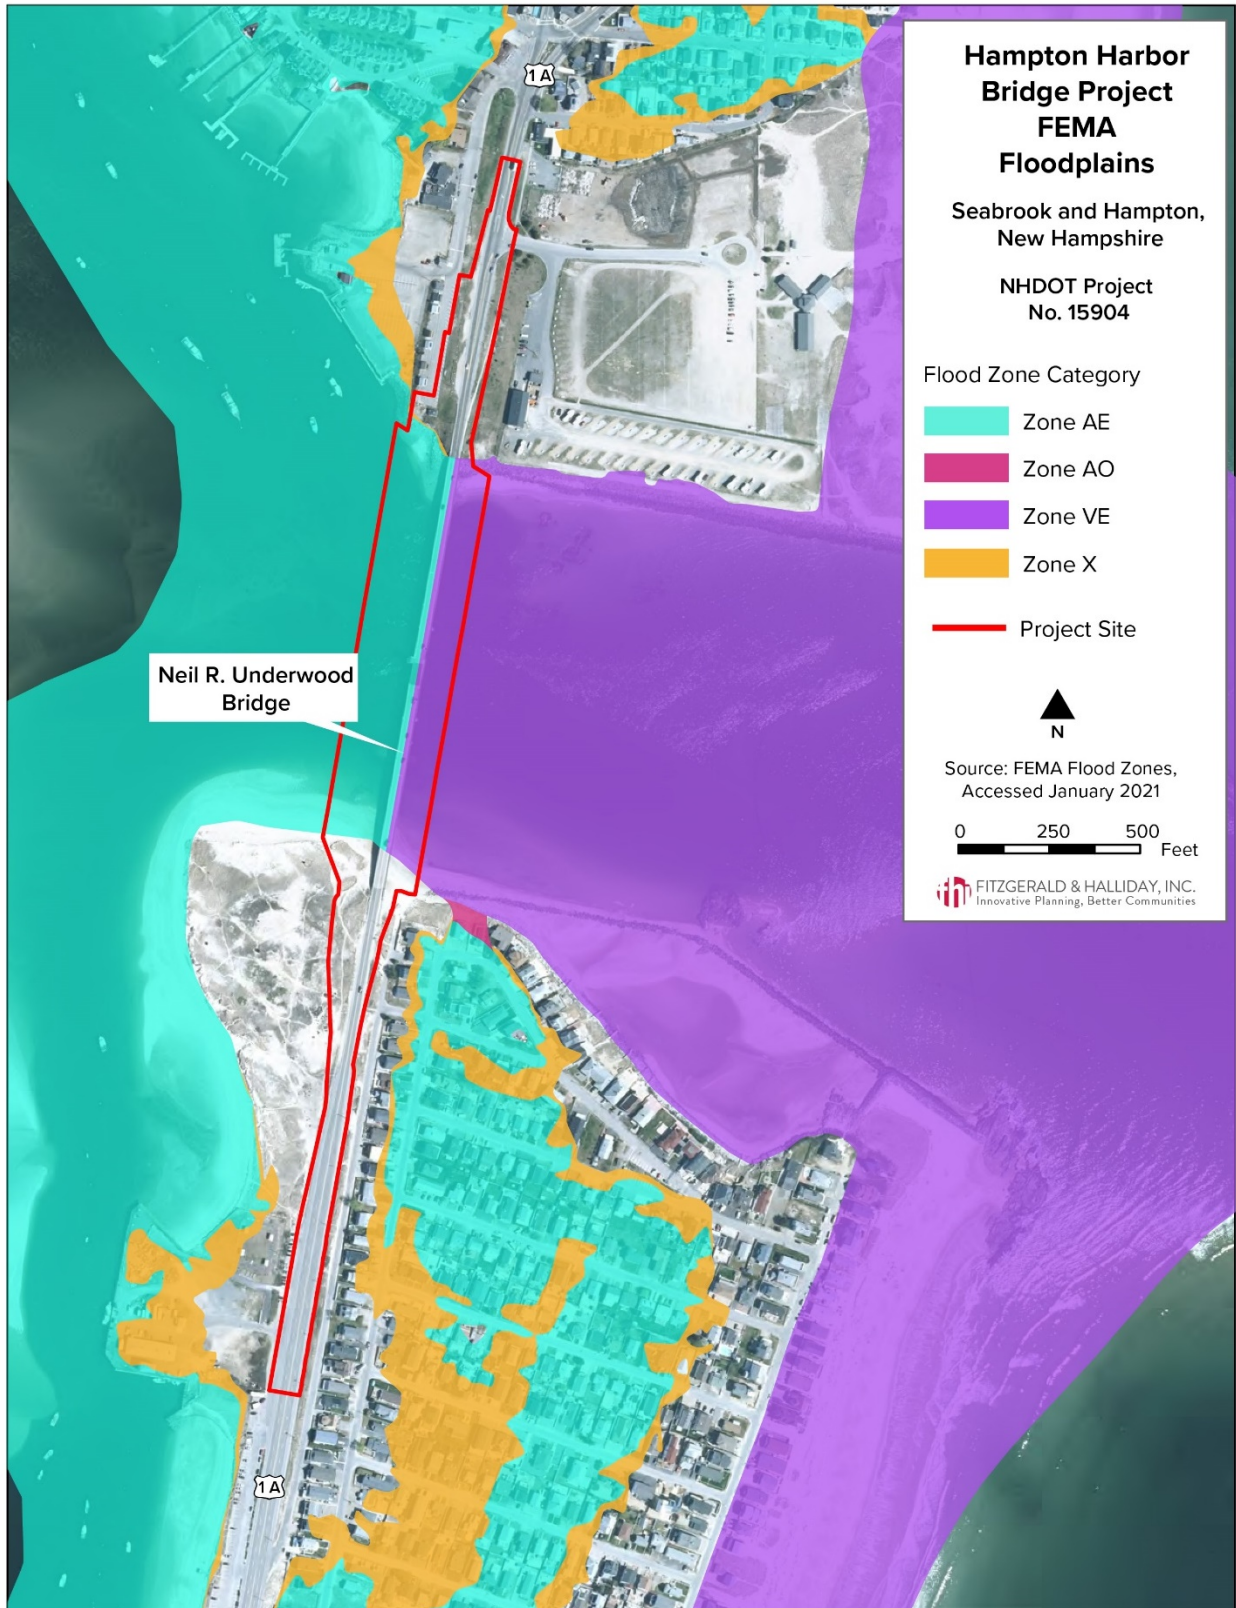 1A
Hampton Harbor
Bridge Project
FEMA
Floodplains
Seabrook and Hampton,
New Hampshire
NHDOT Project
No. 15904
Flood Zone Category
Zone AE
Zone AO
Zone VE
Zone X
Project Site
N
Source: FEMA Flood Zones,
Accessed January 2021
0 250 500
Feet
fhi FITZGERALD & HALLIDAY, INC.
Innovative Planning, Better Communities
Neil R. Underwood
Bridge
1A